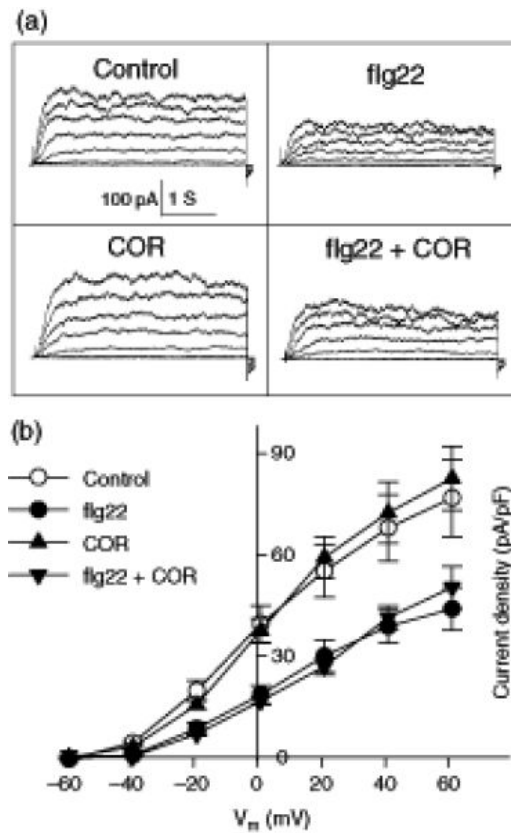 (a)
Control
flg22
100 pA 1 S
COR
flg22 + COR
(b)
Control
flg22
COR
flg22 + COR
90
60
30
0
Current density (pA/pF)
−60 −40 −20 0 20 40 60
Vm (mV)